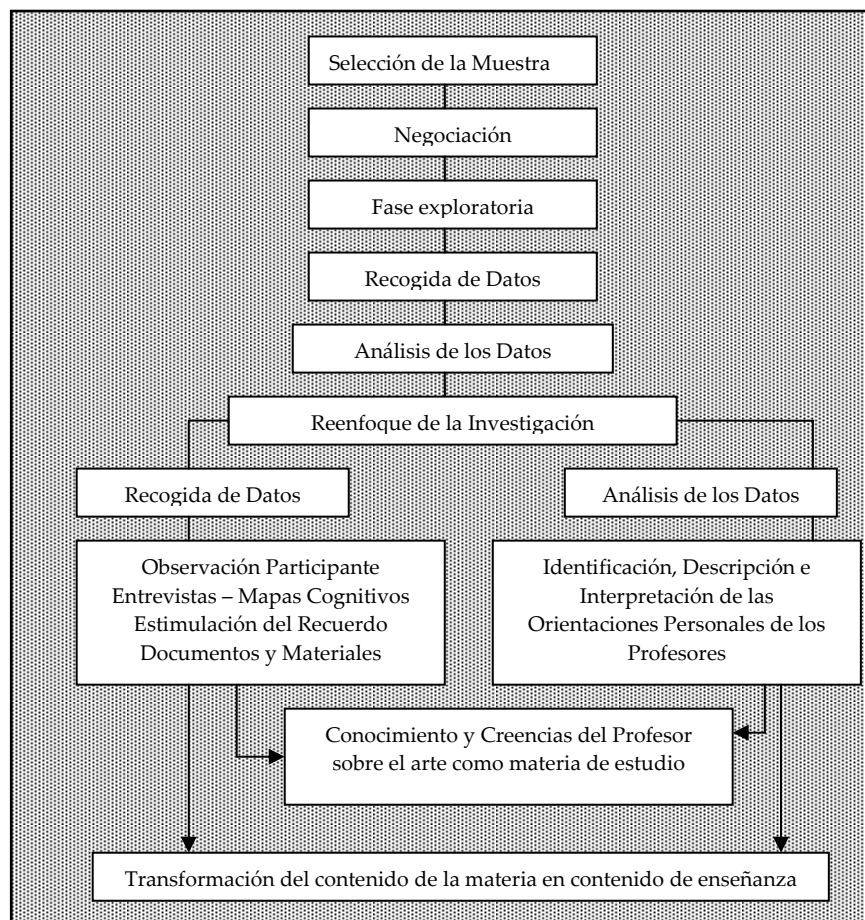 Selección de la Muestra
Negociación
Fase exploratoria
Recogida de Datos
Análisis de los Datos
Reenfoque de la Investigación
Recogida de Datos
Análisis de los Datos
Observación Participante
Entrevistas – Mapas Cognitivos
Estimulación del Recuerdo
Documentos y Materiales
Identificación, Descripción e
Interpretación de las
Orientaciones Personales de los
Profesores
Conocimiento y Creencias del Profesor
sobre el arte como materia de estudio
Transformación del contenido de la materia en contenido de enseñanza